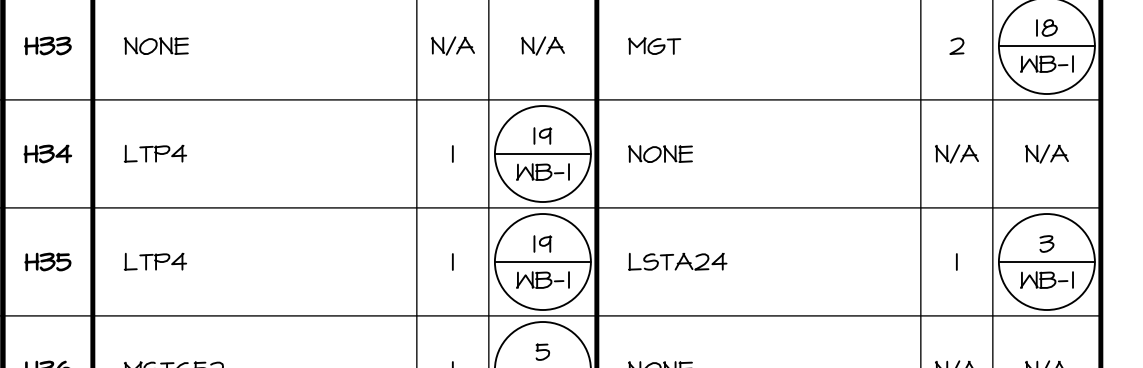 H33 NONE N/A N/A MGT 2 18 WB-1
H34 LTP4 1 19 WB-1 NONE N/A N/A
H35 LTP4 1 19 WB-1 LSTA24 1 3 WB-1
5